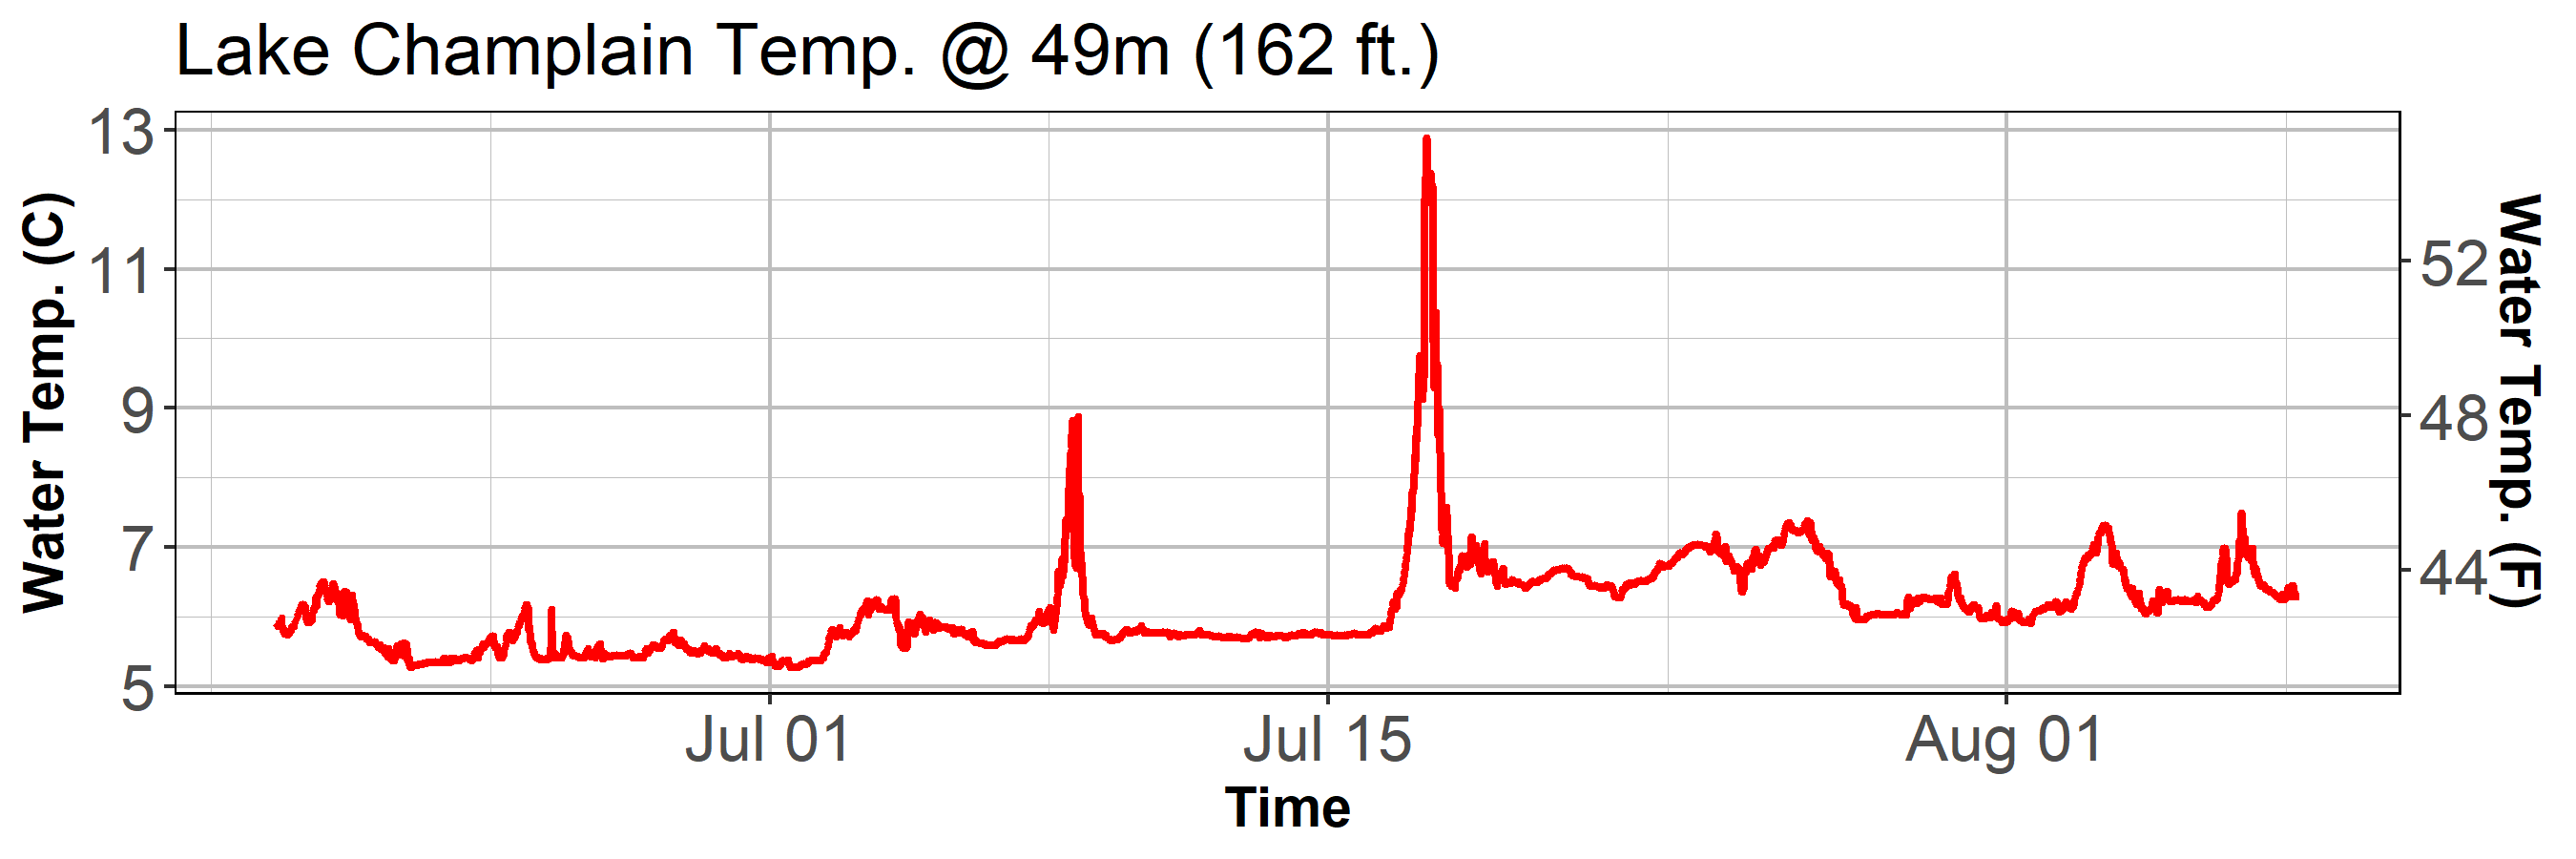 Lake Champlain Temp. @ 49m (162 ft.)
Water Temp. (C)
13
11
9
7
5
52
48
44
Water Temp. (F)
Jul 01
Jul 15
Aug 01
Time